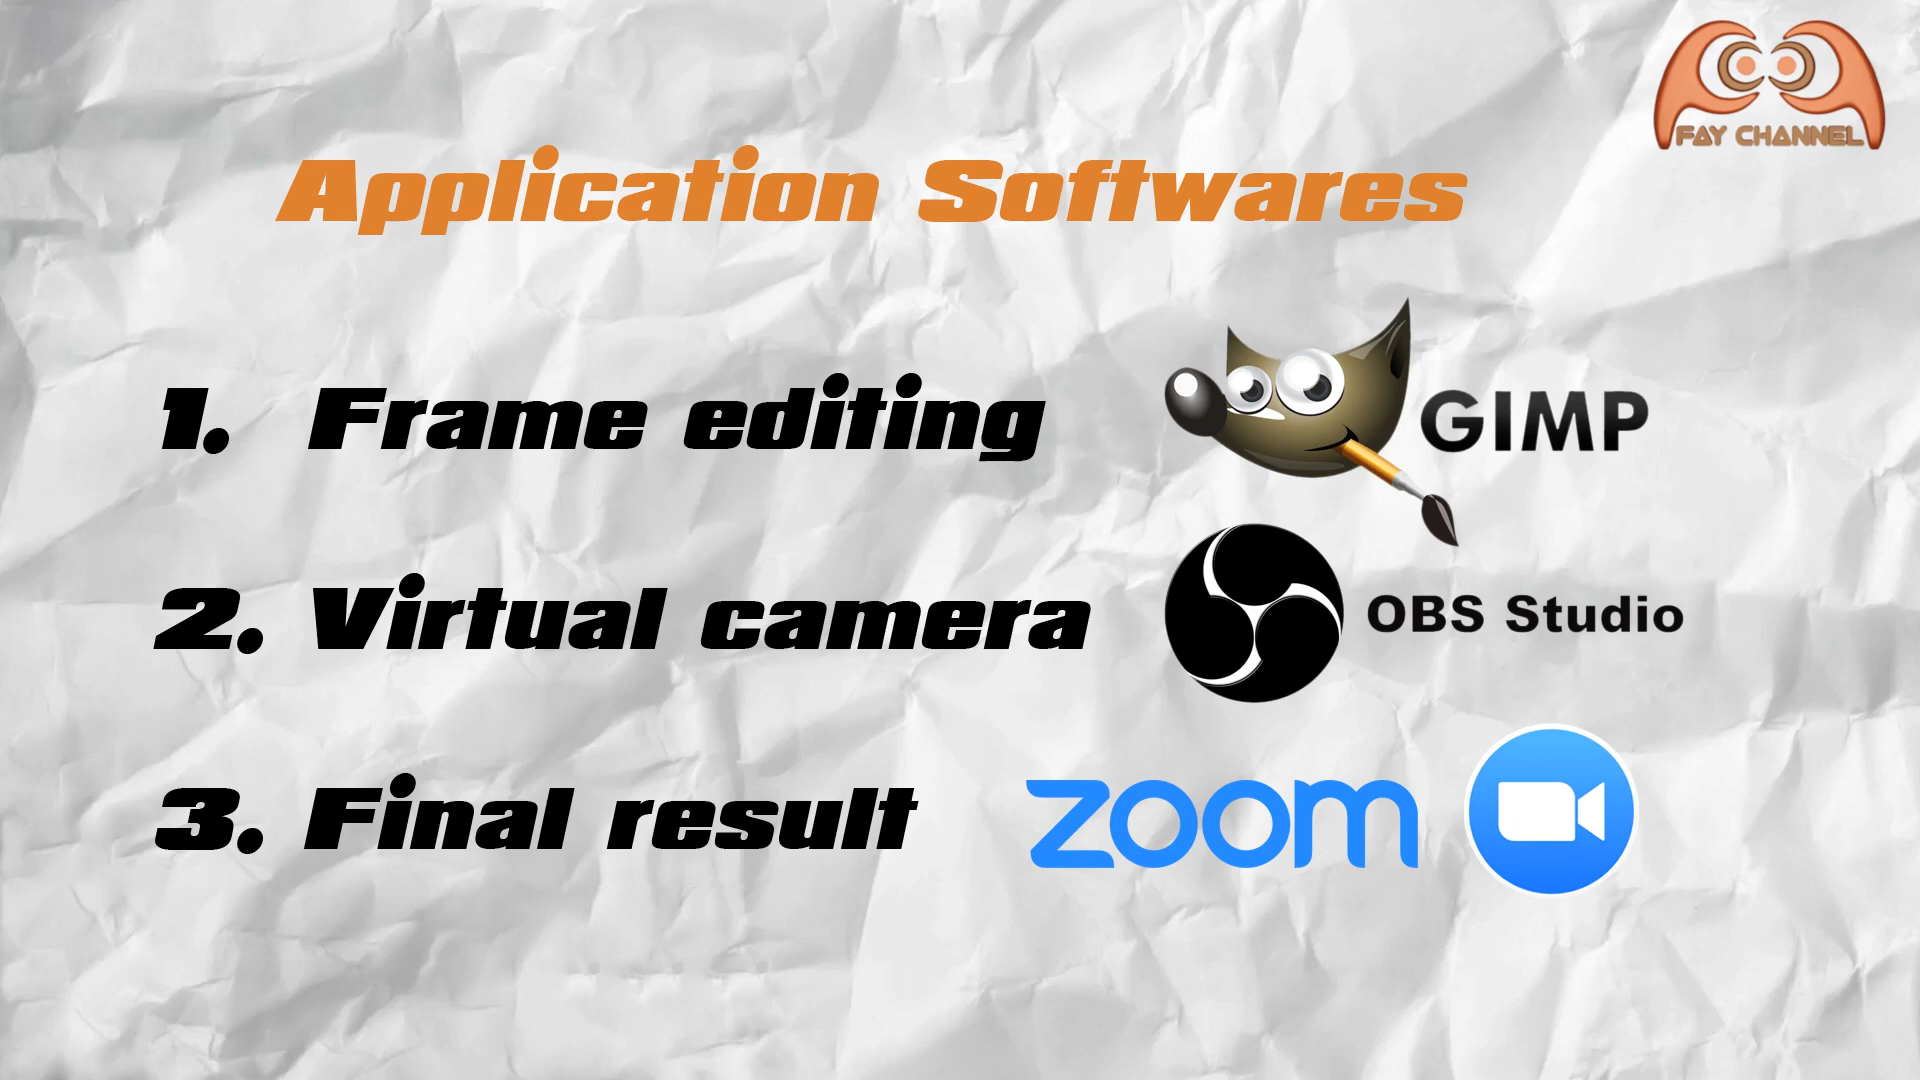 FAY CHANNEL
Application Softwares
1. Frame editing GIMP
2. Virtual camera OBS Studio
3. Final result zoom